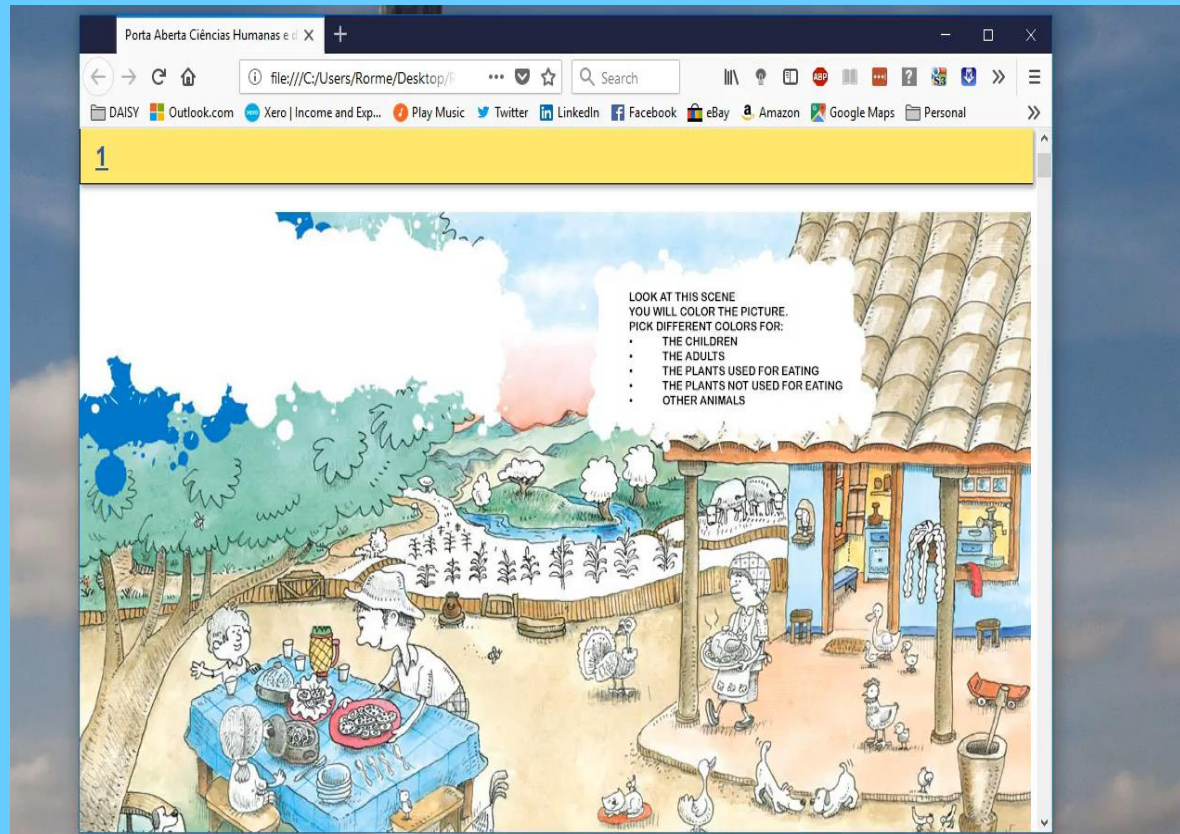 Porta Aberta Ciências Humanas e d
file:///C:/Users/Rorme/Desktop/
Search
ABP
S3
DAISY Outlook.com Xero | Income and Exp... Play Music Twitter LinkedIn Facebook eBay Amazon Google Maps Personal
1
LOOK AT THIS SCENE
YOU WILL COLOR THE PICTURE.
PICK DIFFERENT COLORS FOR:
• THE CHILDREN
• THE ADULTS
• THE PLANTS USED FOR EATING
• THE PLANTS NOT USED FOR EATING
• OTHER ANIMALS